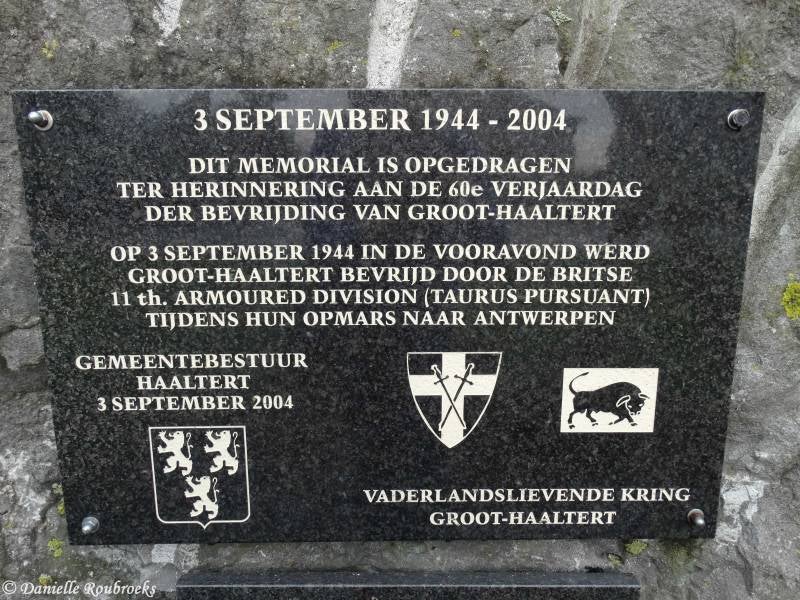 3 SEPTEMBER 1944 - 2004
DIT MEMORIAL IS OPGEDRAGEN
TER HERINNERING AAN DE 60e VERJAARDAG
DER BEVRIJDING VAN GROOT-HAALTERT
OP 3 SEPTEMBER 1944 IN DE VOORAVOND WERD
GROOT-HAALTERT BEVRIJD DOOR DE BRITSE
11 th. ARMOURED DIVISION (TAURUS PURSUANT)
TIJDENS HUN OPMARS NAAR ANTWERPEN
GEMEENTEBESTUUR
HAALTERT
3 SEPTEMBER 2004
VADERLANDSLIEVENDE KRING
GROOT-HAALTERT
© Danielle Roubroeks